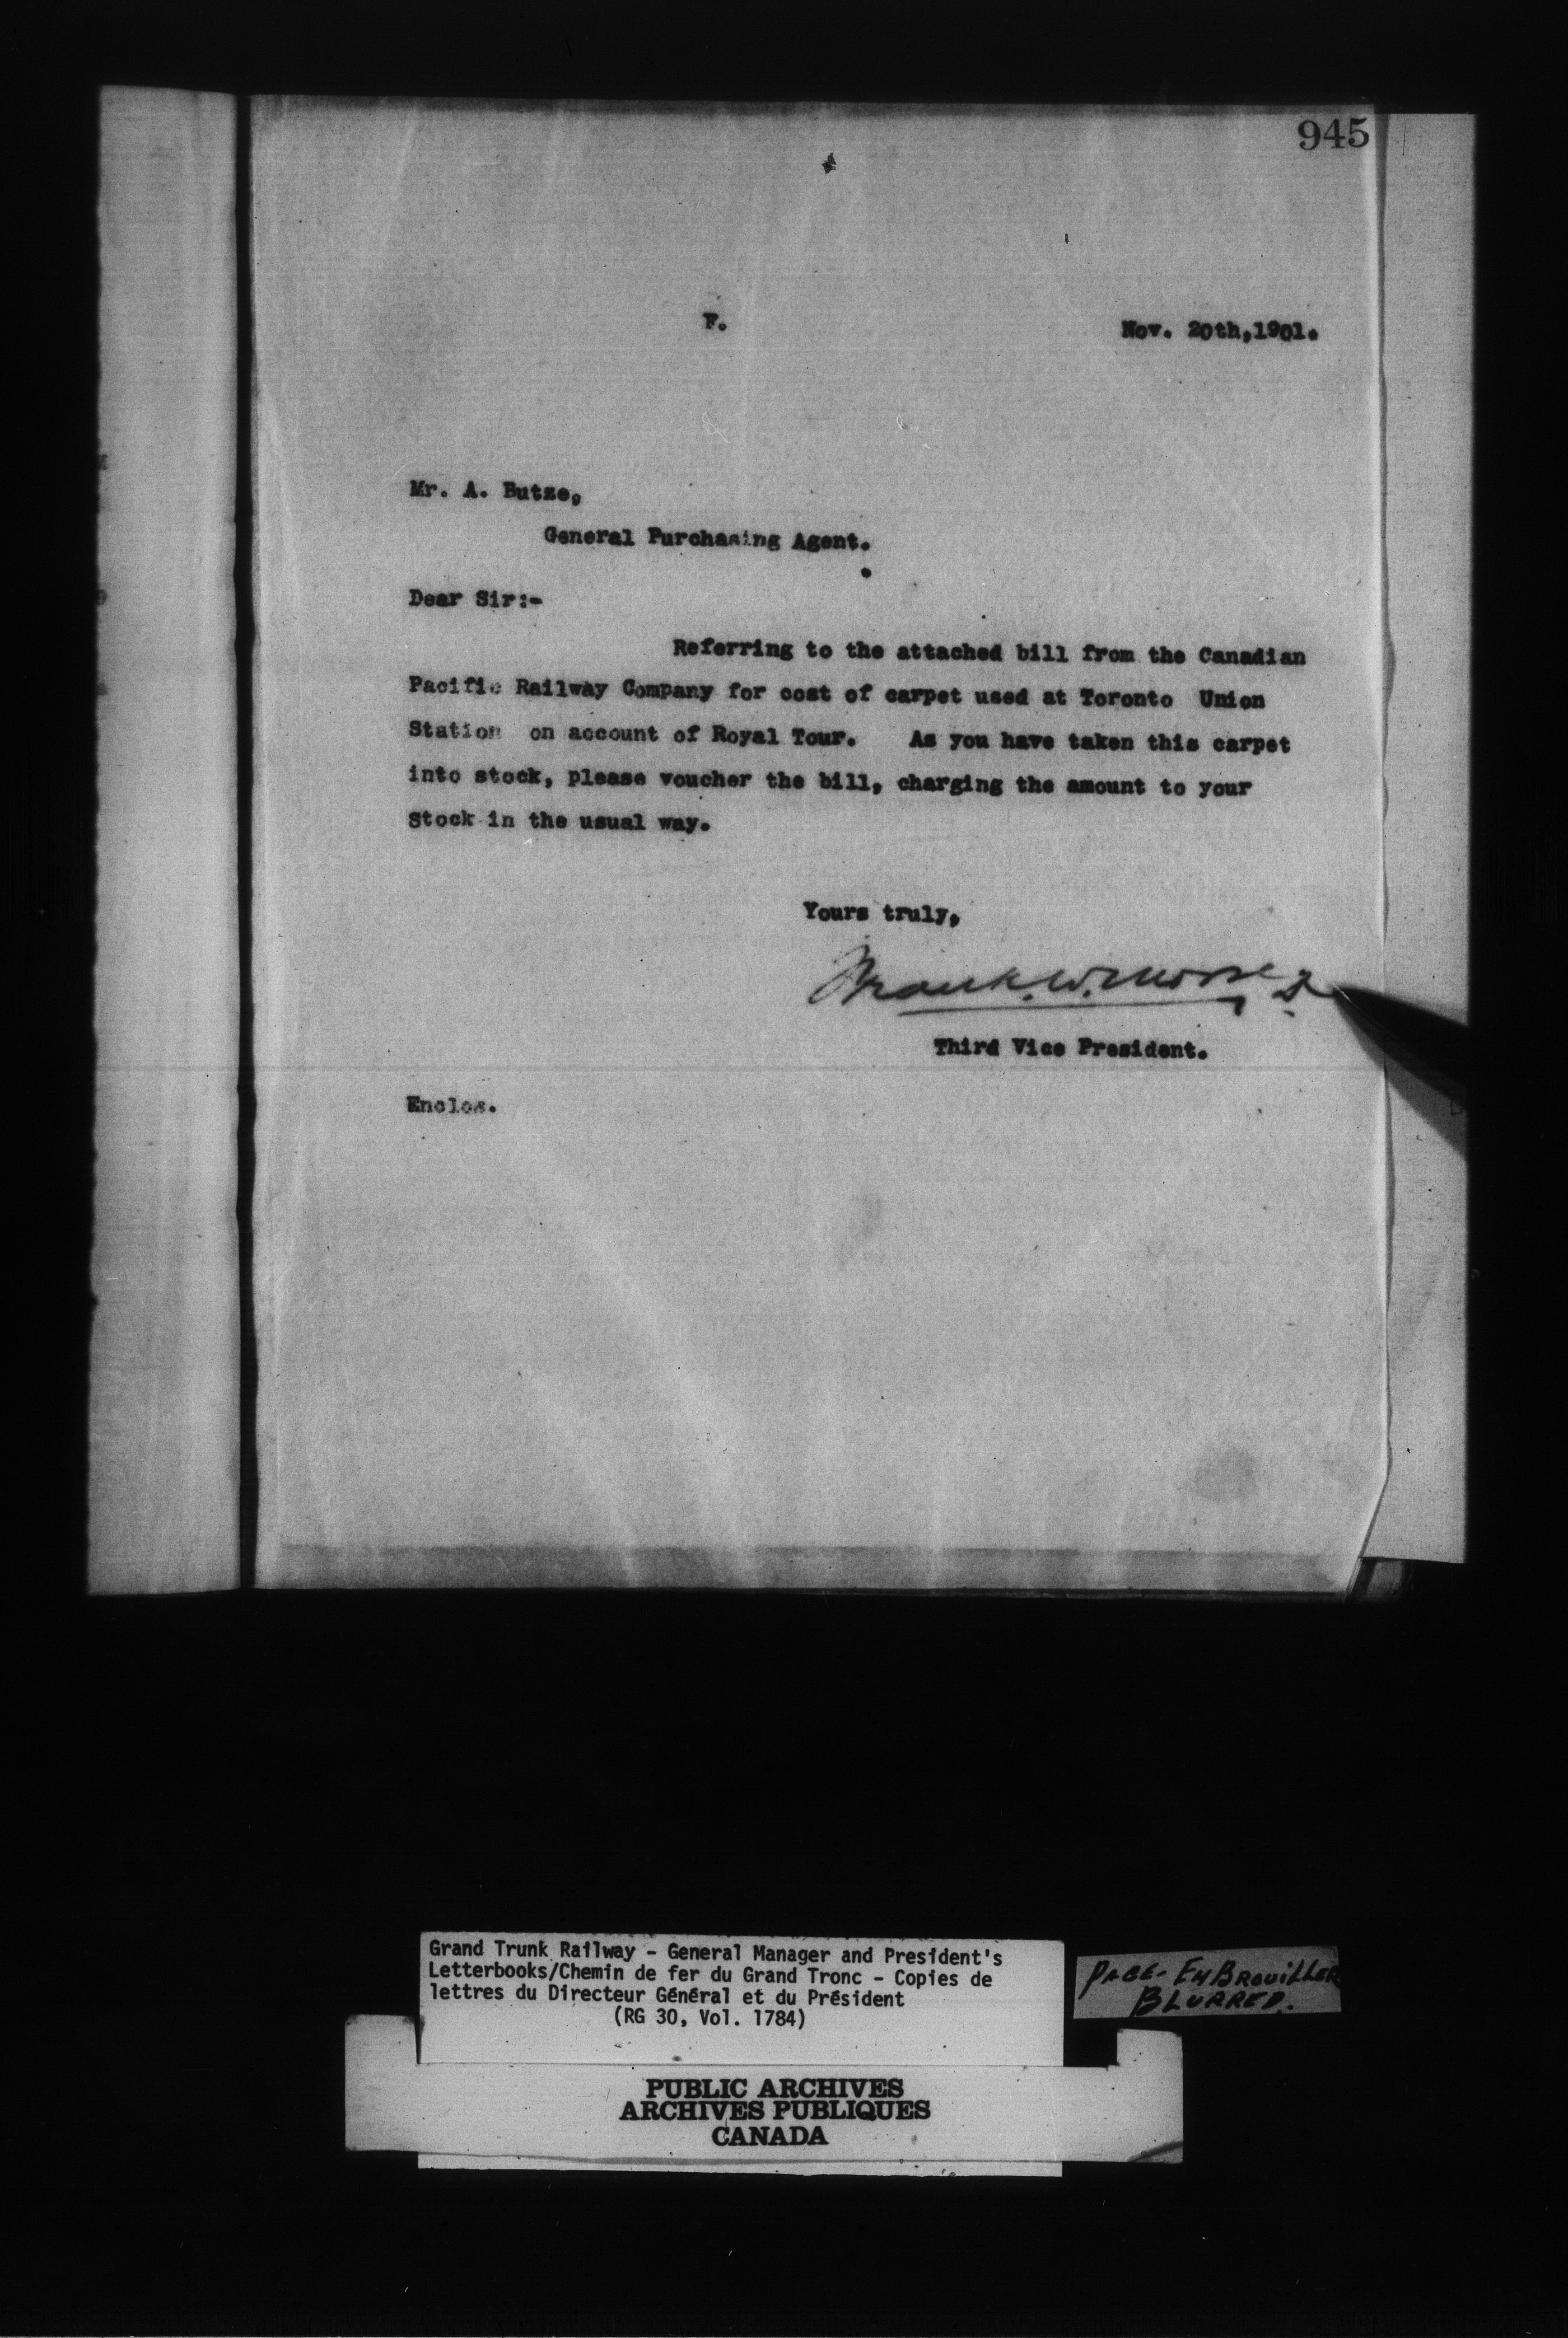 945
F.
Nov. 20th,1901.
Mr. A. Butze,
General Purchasing Agent.
Dear Sir:-
Referring to the attached bill from the Canadian
Pacific Railway Company for cost of carpet used at Toronto Union
Station on account of Royal Tour. As you have taken this carpet
into stock, please voucher the bill, charging the amount to your
Stock in the usual way.
Yours truly,
Frank. W. Morse
Third Vice President.
Enclos.
Grand Trunk Railway - General Manager and President's
Letterbooks/Chemin de fer du Grand Tronc - Copies de
lettres du Directeur Général et du Président
(RG 30, Vol. 1784)
PAGE- EMBROUILLER
BLURRED.
PUBLIC ARCHIVES
ARCHIVES PUBLIQUES
CANADA